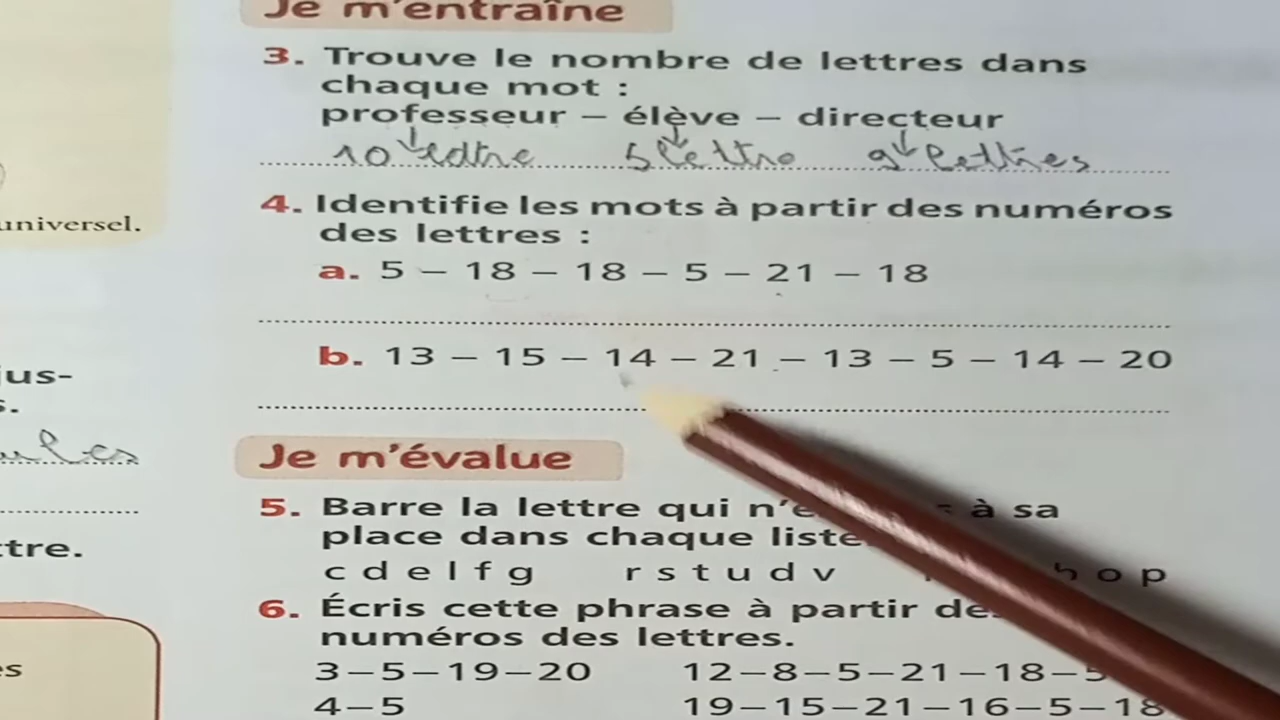 Je m'entraîne
3. Trouve le nombre de lettres dans
chaque mot :
professeur – élève – directeur
10 lettre 5 lettre 9 lettres
universel.
4. Identifie les mots à partir des numéros
des lettres :
a. 5 – 18 – 18 – 5 – 21 – 18
b. 13 – 15 – 14 – 21 – 13 – 5 – 14 – 20
jus-
s.
Je m'évalue
5. Barre la lettre qui à sa
place dans chaque liste
c d e l f g r s t u d v o p
ttre.
6. Écris cette phrase à partir
numéros des lettres.
3–5–19–20 12–8–5–21–18–5
4–5 19–15–21–16–5–18